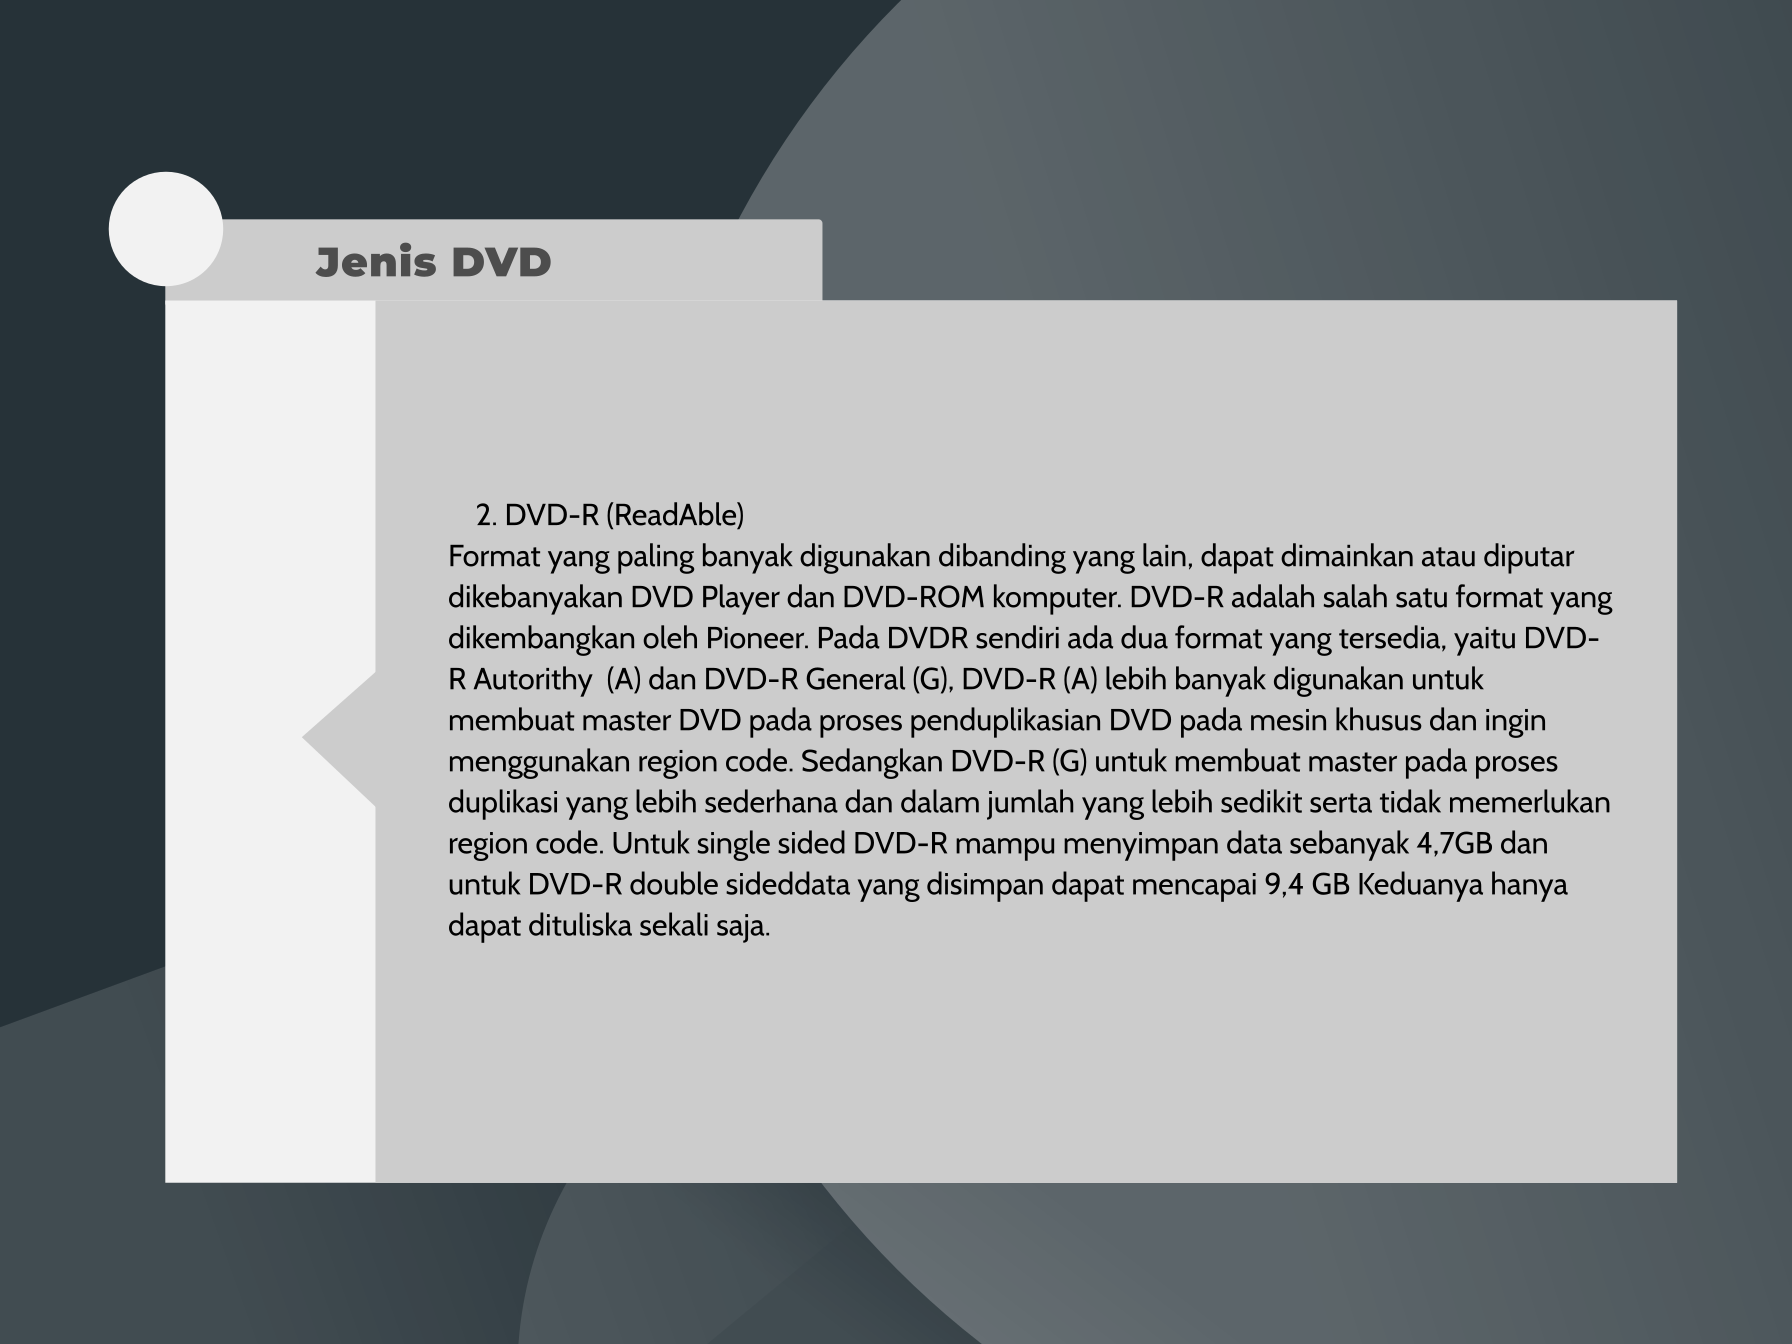 Jenis DVD
2. DVD-R (ReadAble)
Format yang paling banyak digunakan dibanding yang lain, dapat dimainkan atau diputar
dikebanyakan DVD Player dan DVD-ROM komputer. DVD-R adalah salah satu format yang
dikembangkan oleh Pioneer. Pada DVDR sendiri ada dua format yang tersedia, yaitu DVD-
R Autorithy  (A) dan DVD-R General (G), DVD-R (A) lebih banyak digunakan untuk
membuat master DVD pada proses penduplikasian DVD pada mesin khusus dan ingin
menggunakan region code. Sedangkan DVD-R (G) untuk membuat master pada proses
duplikasi yang lebih sederhana dan dalam jumlah yang lebih sedikit serta tidak memerlukan
region code. Untuk single sided DVD-R mampu menyimpan data sebanyak 4,7GB dan
untuk DVD-R double sideddata yang disimpan dapat mencapai 9,4 GB Keduanya hanya
dapat dituliska sekali saja.